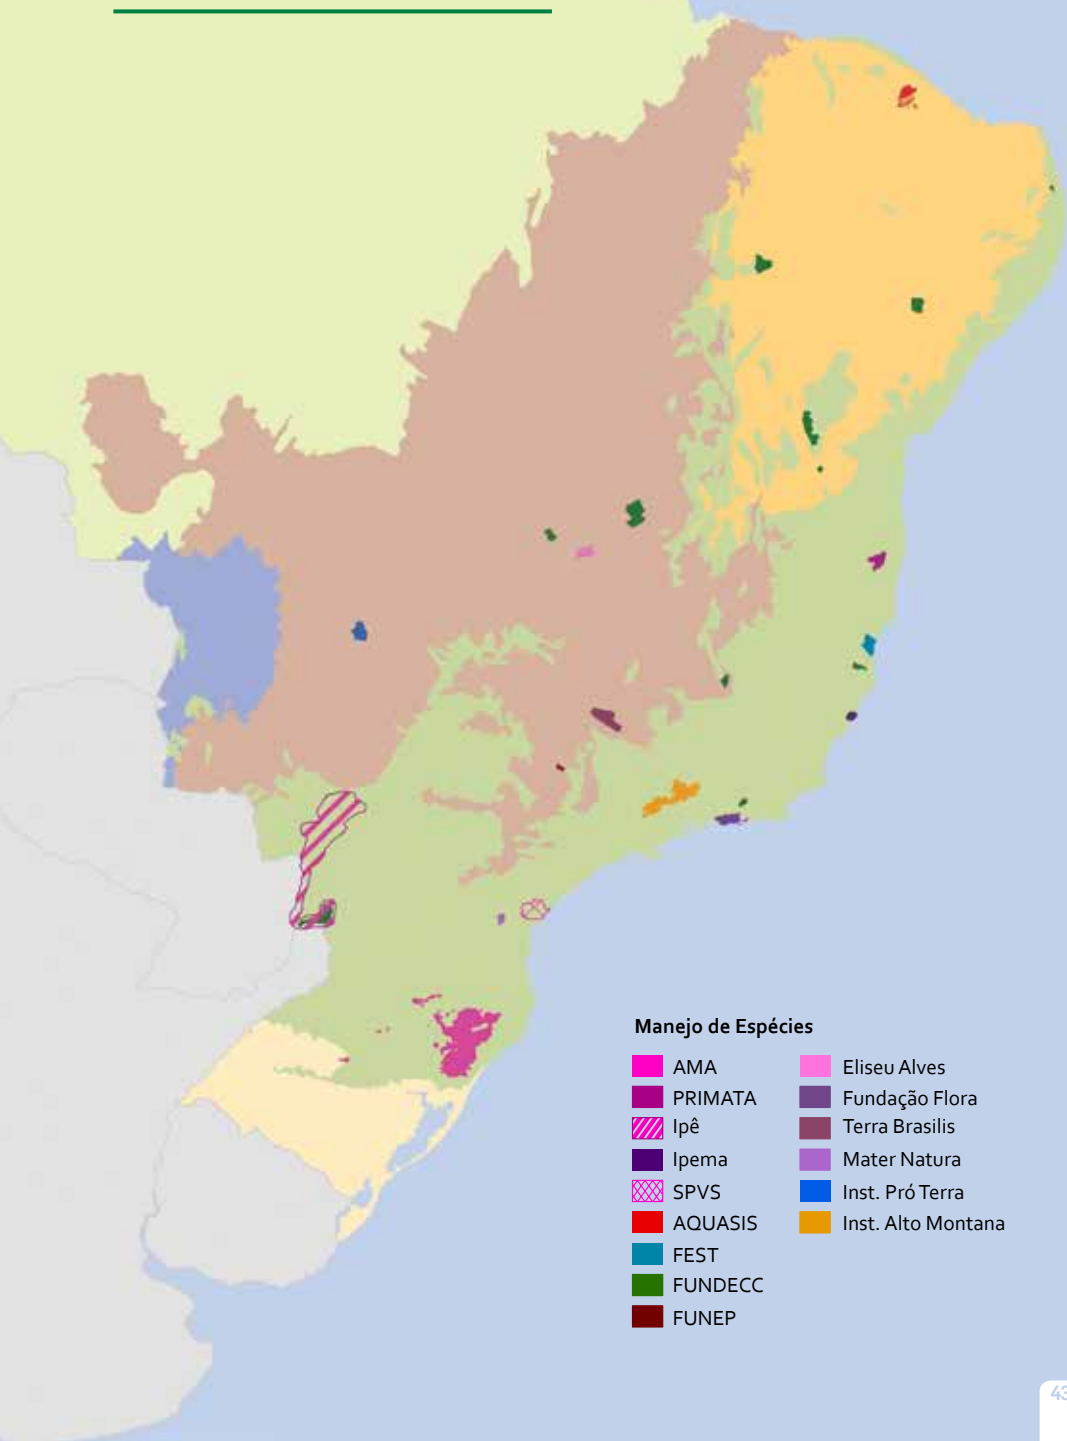 Manejo de Espécies
AMA
PRIMATA
Ipê
Ipema
SPVS
AQUASIS
FEST
FUNDECC
FUNEP
Eliseu Alves
Fundação Flora
Terra Brasilis
Mater Natura
Inst. Pró Terra
Inst. Alto Montana
43